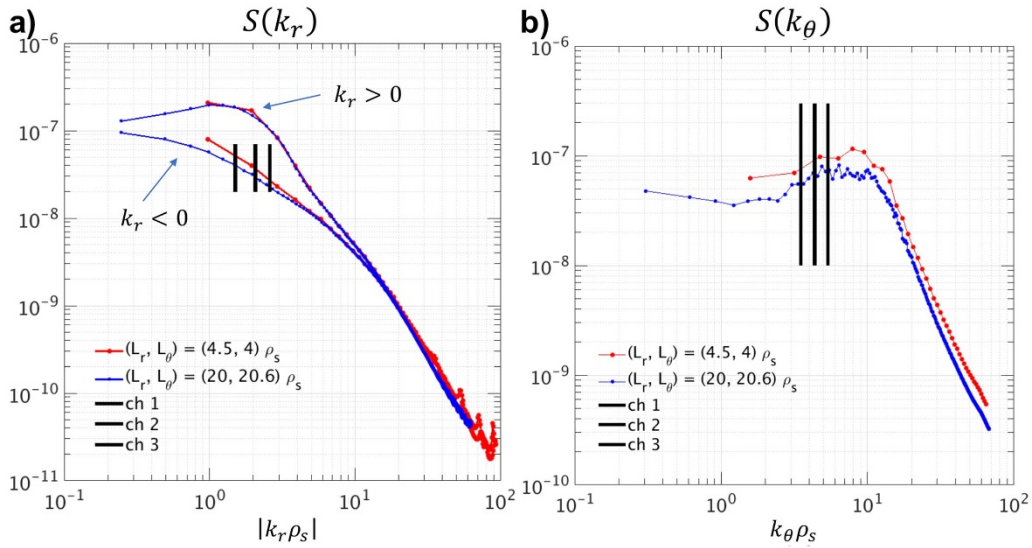 a)
S(k_r)
10^-6
10^-7
10^-8
10^-9
10^-10
10^-11
k_r > 0
k_r < 0
(L_r, L_θ) = (4.5, 4) ρ_s
(L_r, L_θ) = (20, 20.6) ρ_s
ch 1
ch 2
ch 3
10^-1 10^0 10^1 10^2
|k_r ρ_s|
b)
S(k_θ)
10^-6
10^-7
10^-8
10^-9
10^-10
(L_r, L_θ) = (4.5, 4) ρ_s
(L_r, L_θ) = (20, 20.6) ρ_s
ch 1
ch 2
ch 3
10^-1 10^0 10^1 10^2
k_θ ρ_s